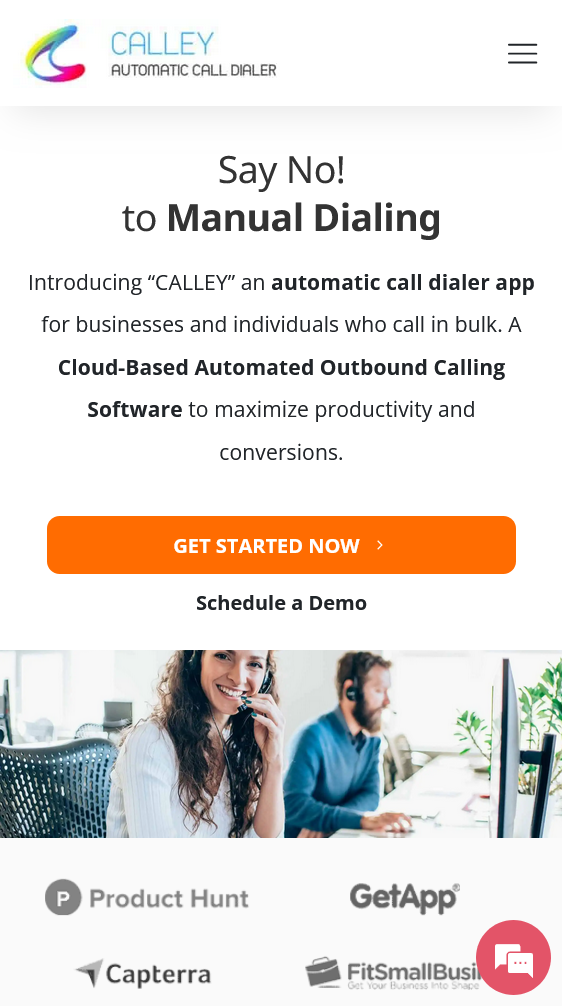 CALLEY
AUTOMATIC CALL DIALER
Say No!
to Manual Dialing
Introducing “CALLEY” an automatic call dialer app
for businesses and individuals who call in bulk. A
Cloud-Based Automated Outbound Calling
Software to maximize productivity and
conversions.
GET STARTED NOW
Schedule a Demo
P Product Hunt
GetApp
Capterra
Get Your Business Into Shape